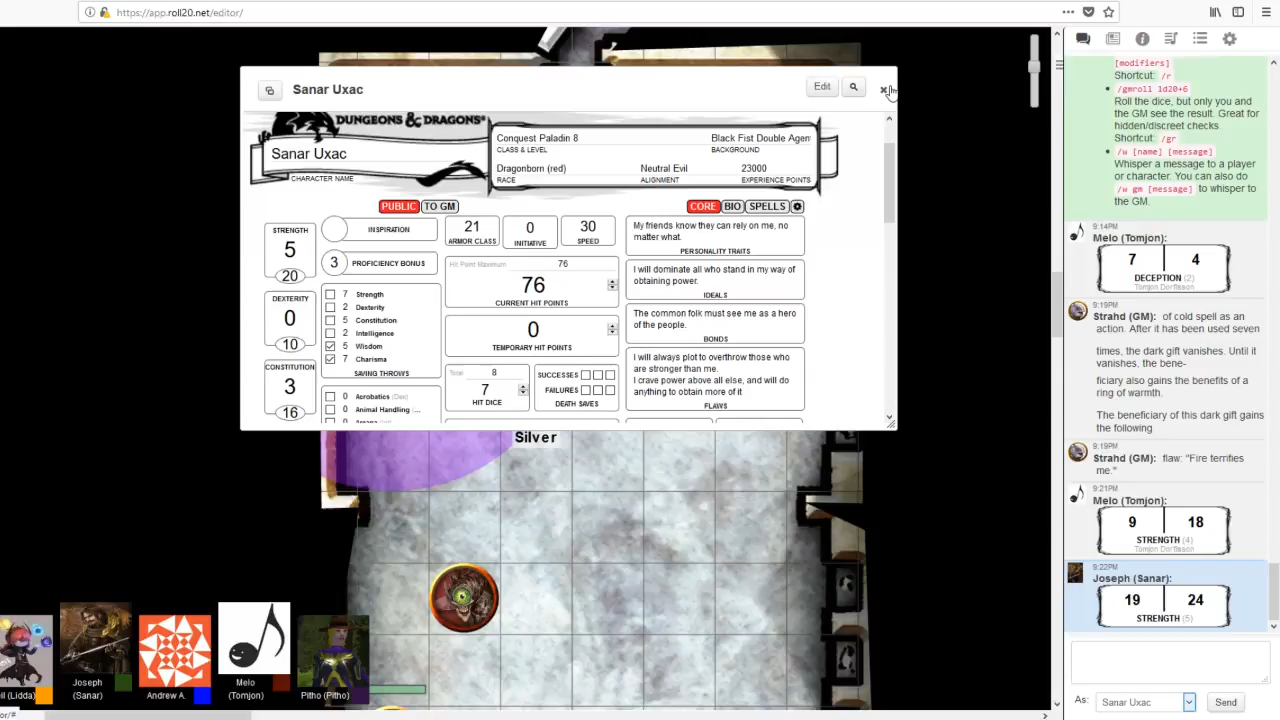 https://app.roll20.net/editor/
Sanar Uxac
Edit
DUNGEONS & DRAGONS
Sanar Uxac
CHARACTER NAME
Conquest Paladin 8
Black Fist Double Agen
CLASS & LEVEL
BACKGROUND
Dragonborn (red)
Neutral Evil
23000
RACE
ALIGNMENT
EXPERIENCE POINTS
PUBLIC
TO GM
CORE
BIO
SPELLS
STRENGTH
5
20
DEXTERITY
0
10
CONSTITUTION
3
16
INSPIRATION
3
PROFICIENCY BONUS
7 Strength
2 Dexterity
5 Constitution
2 Intelligence
5 Wisdom
7 Charisma
SAVING THROWS
0 Acrobatics (Dex)
0 Animal Handling (...
21
ARMOR CLASS
0
INITIATIVE
30
SPEED
Hit Point Maximum
76
76
CURRENT HIT POINTS
0
TEMPORARY HIT POINTS
Total
8
7
HIT DICE
SUCCESSES
FAILURES
DEATH SAVES
My friends know they can rely on me, no
matter what.
PERSONALITY TRAITS
I will dominate all who stand in my way of
obtaining power.
IDEALS
The common folk must see me as a hero
of the people.
BONDS
I will always plot to overthrow those who
are stronger than me.
I crave power above all else, and will do
anything to obtain more of it
FLAWS
Silver
[modifiers]
Shortcut: /r
/gmroll 1d20+6
Roll the dice, but only you and
the GM see the result. Great for
hidden/discreet checks
Shortcut: /gr
/w [name] [message]
Whisper a message to a player
or character. You can also do
/w gm [message] to whisper to
the GM.
9:14PM
Melo (Tomjon):
7 4
DECEPTION (2)
Tomjon Dorfisson
9:19PM
Strahd (GM): of cold spell as an
action. After it has been used seven
times, the dark gift vanishes. Until it
vanishes, the bene-
ficiary also gains the benefits of a
ring of warmth.
The beneficiary of this dark gift gains
the following
9:19PM
Strahd (GM): flaw: "Fire terrifies
me."
9:21PM
Melo (Tomjon):
9 18
STRENGTH (4)
Tomjon Dorfisson
9:22PM
Joseph (Sanar):
19 24
STRENGTH (5)
As:
Sanar Uxac
Send
il (Lidda)
Joseph
(Sanar)
Andrew A.
Melo
(Tomjon)
Pitho (Pitho)
or/#